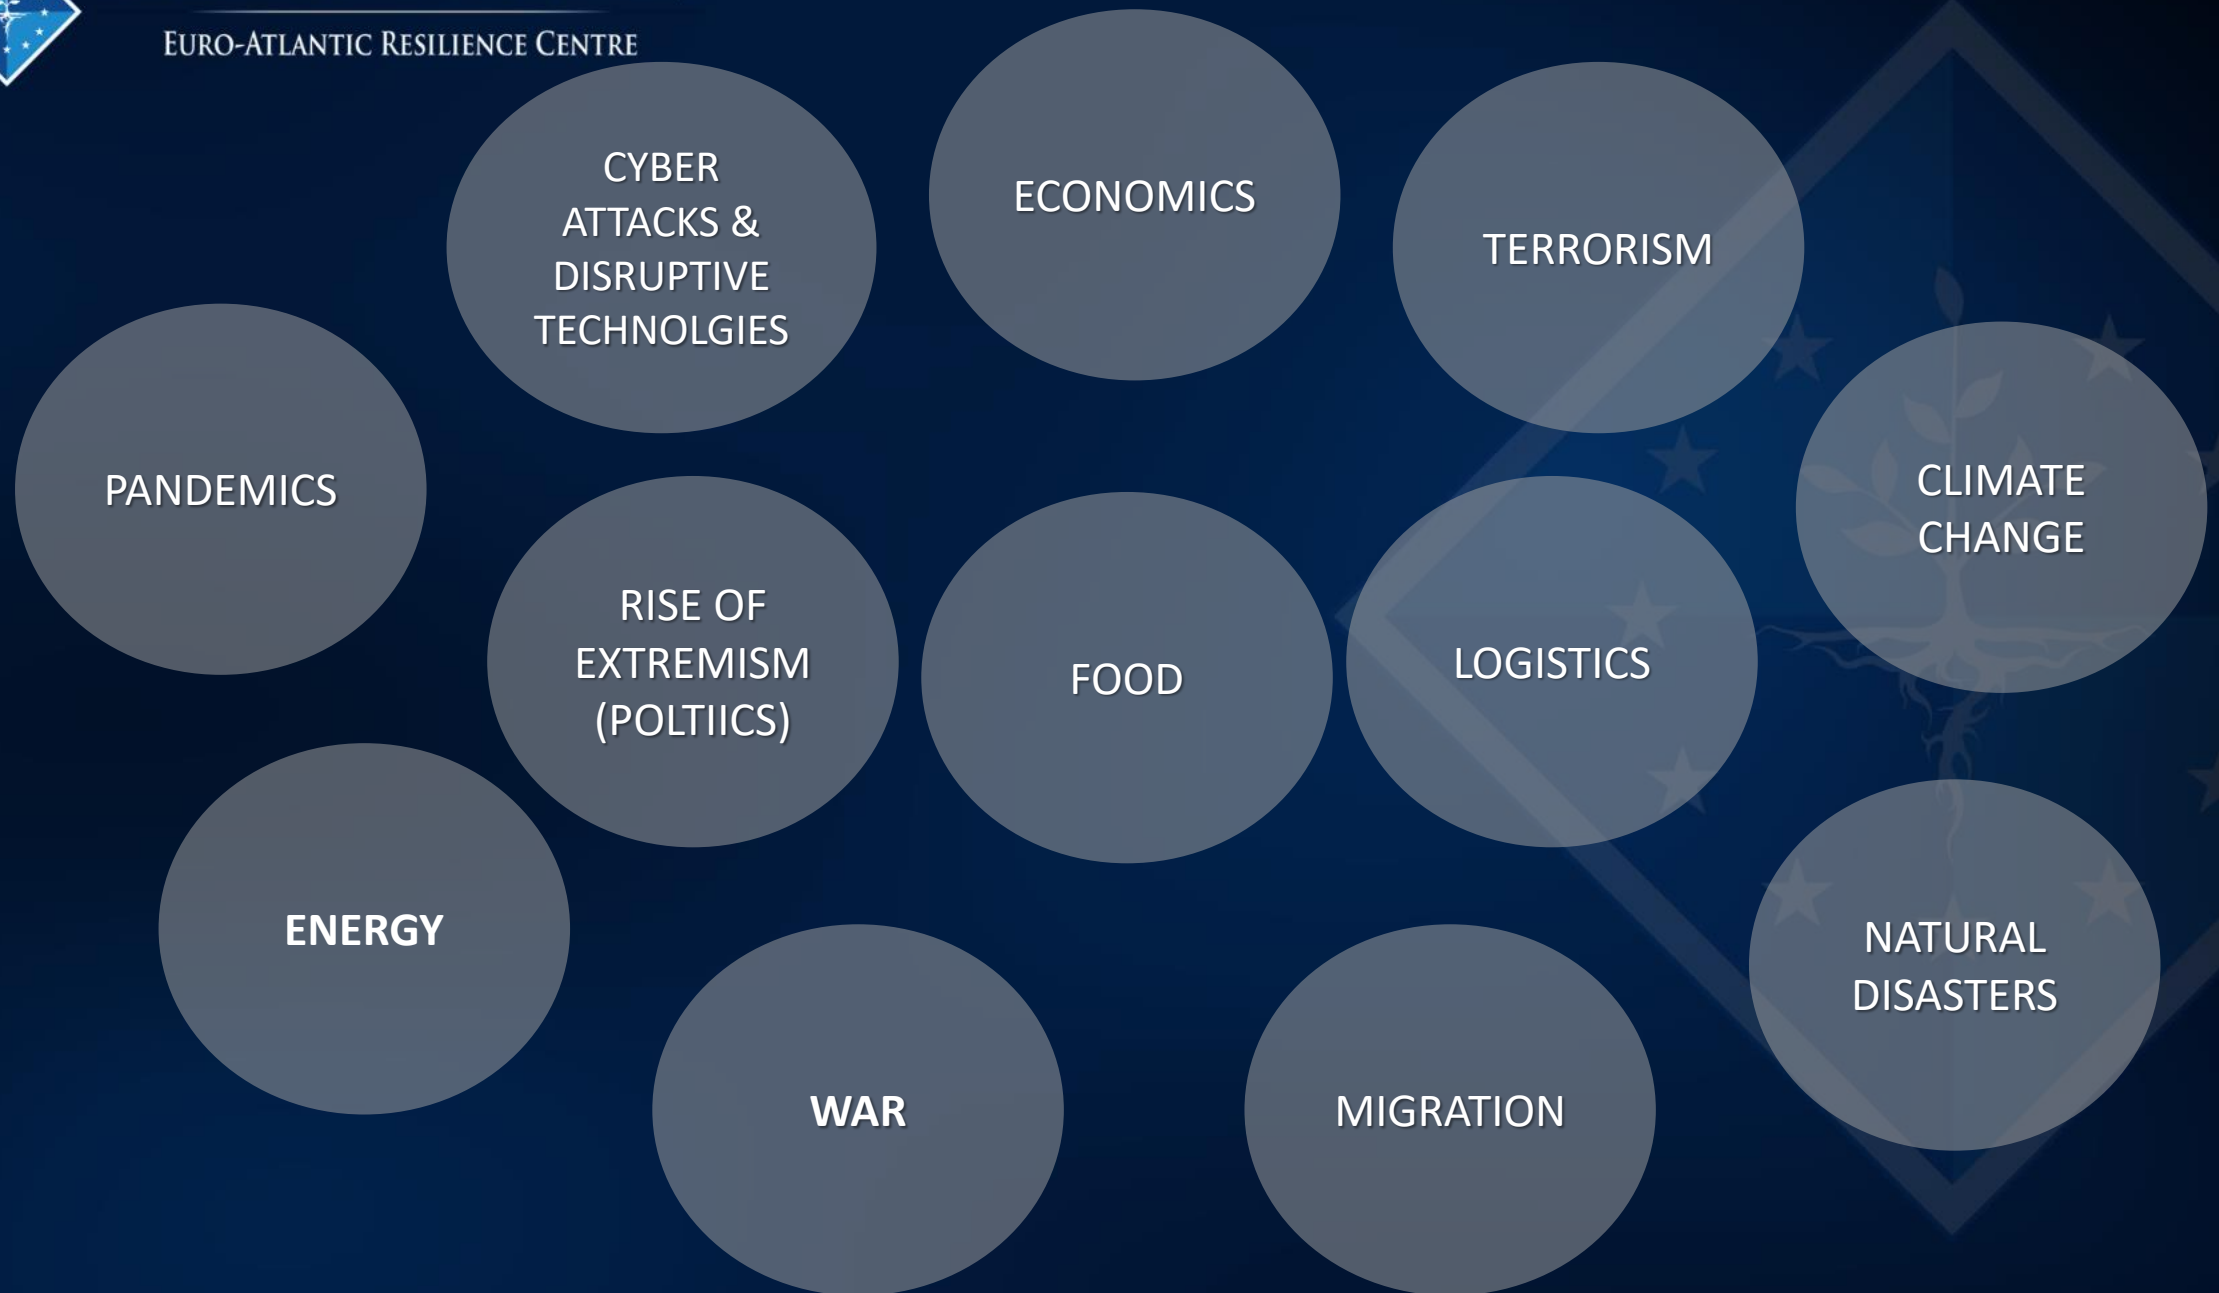 EURO-ATLANTIC RESILIENCE CENTRE
CYBER
ATTACKS &
DISRUPTIVE
TECHNOLGIES
ECONOMICS
TERRORISM
PANDEMICS
CLIMATE
CHANGE
RISE OF
EXTREMISM
(POLTIICS)
FOOD
LOGISTICS
ENERGY
NATURAL
DISASTERS
WAR
MIGRATION